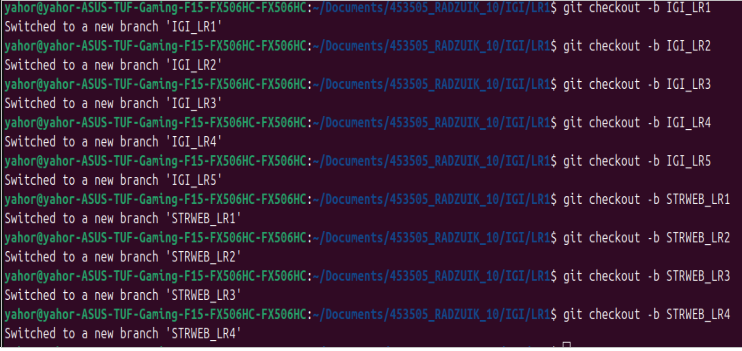 yahor@yahor-ASUS-TUF-Gaming-F15-FX506HC-FX506HC:~/Documents/453505_RADZUIK_10/IGI/LR1$ git checkout -b IGI_LR1
Switched to a new branch 'IGI_LR1'
yahor@yahor-ASUS-TUF-Gaming-F15-FX506HC-FX506HC:~/Documents/453505_RADZUIK_10/IGI/LR1$ git checkout -b IGI_LR2
Switched to a new branch 'IGI_LR2'
yahor@yahor-ASUS-TUF-Gaming-F15-FX506HC-FX506HC:~/Documents/453505_RADZUIK_10/IGI/LR1$ git checkout -b IGI_LR3
Switched to a new branch 'IGI_LR3'
yahor@yahor-ASUS-TUF-Gaming-F15-FX506HC-FX506HC:~/Documents/453505_RADZUIK_10/IGI/LR1$ git checkout -b IGI_LR4
Switched to a new branch 'IGI_LR4'
yahor@yahor-ASUS-TUF-Gaming-F15-FX506HC-FX506HC:~/Documents/453505_RADZUIK_10/IGI/LR1$ git checkout -b IGI_LR5
Switched to a new branch 'IGI_LR5'
yahor@yahor-ASUS-TUF-Gaming-F15-FX506HC-FX506HC:~/Documents/453505_RADZUIK_10/IGI/LR1$ git checkout -b STRWEB_LR1
Switched to a new branch 'STRWEB_LR1'
yahor@yahor-ASUS-TUF-Gaming-F15-FX506HC-FX506HC:~/Documents/453505_RADZUIK_10/IGI/LR1$ git checkout -b STRWEB_LR2
Switched to a new branch 'STRWEB_LR2'
yahor@yahor-ASUS-TUF-Gaming-F15-FX506HC-FX506HC:~/Documents/453505_RADZUIK_10/IGI/LR1$ git checkout -b STRWEB_LR3
Switched to a new branch 'STRWEB_LR3'
yahor@yahor-ASUS-TUF-Gaming-F15-FX506HC-FX506HC:~/Documents/453505_RADZUIK_10/IGI/LR1$ git checkout -b STRWEB_LR4
Switched to a new branch 'STRWEB_LR4'